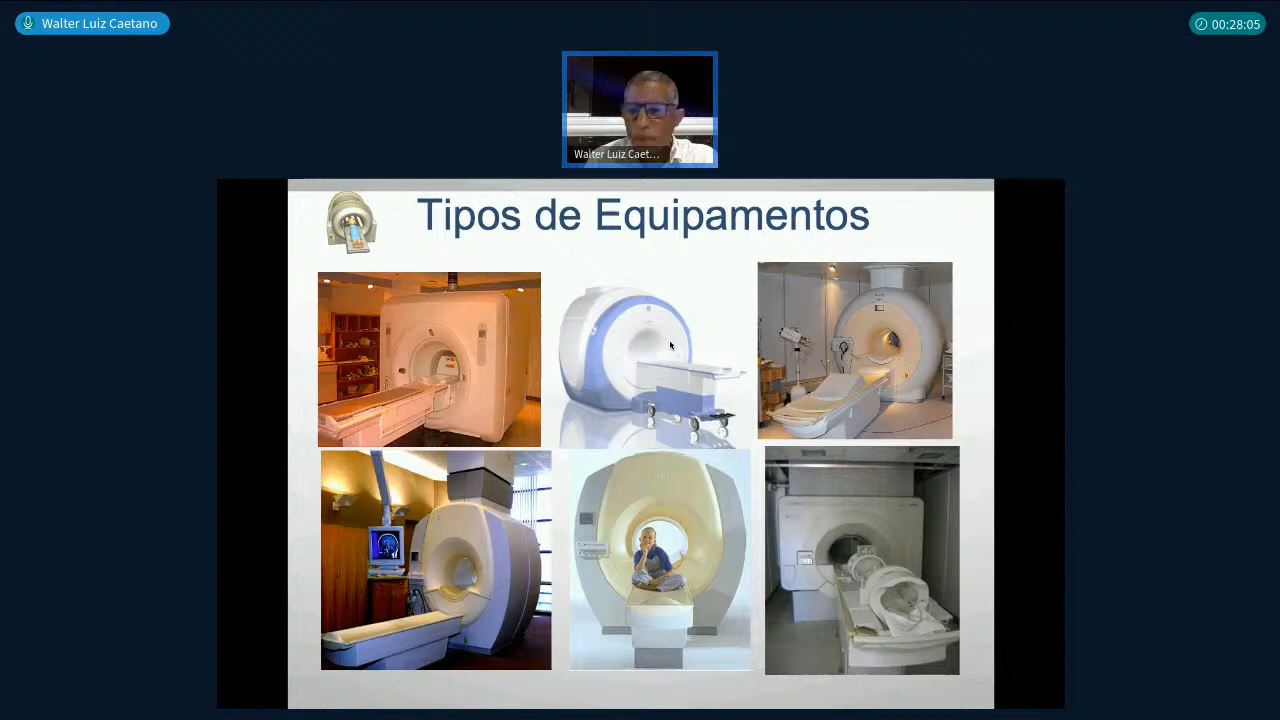 Walter Luiz Caetano
00:28:05
Walter Luiz Caet...
Tipos de Equipamentos